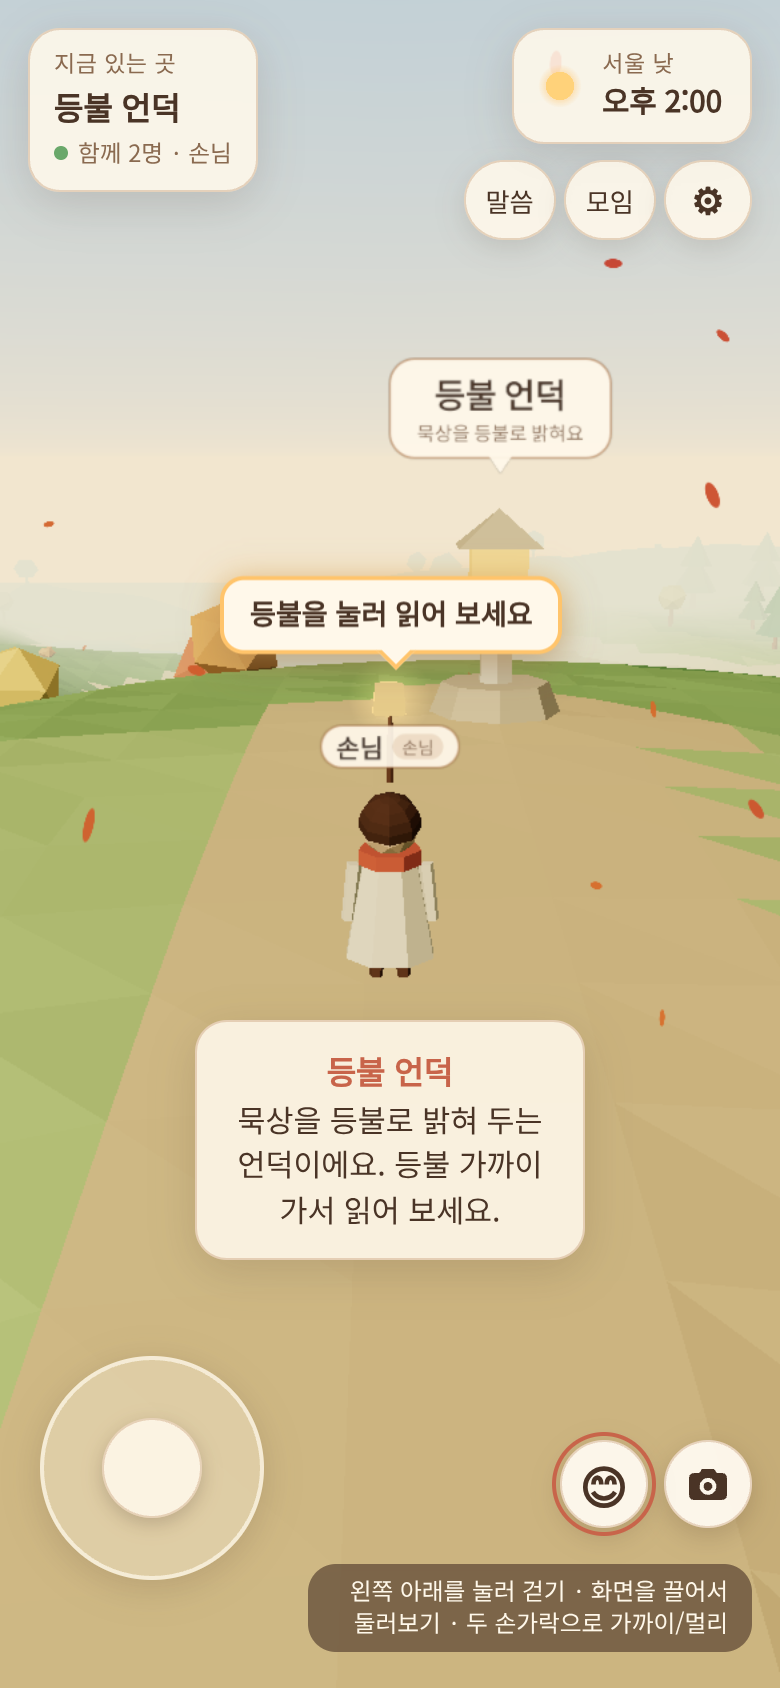 지금 있는 곳
등불 언덕
함께 2명 · 손님
서울 낮
오후 2:00
말씀
모임
등불 언덕
묵상을 등불로 밝혀요
등불을 눌러 읽어 보세요
손님 손님
등불 언덕
묵상을 등불로 밝혀 두는
언덕이에요. 등불 가까이
가서 읽어 보세요.
왼쪽 아래를 눌러 걷기 · 화면을 끌어서
둘러보기 · 두 손가락으로 가까이/멀리